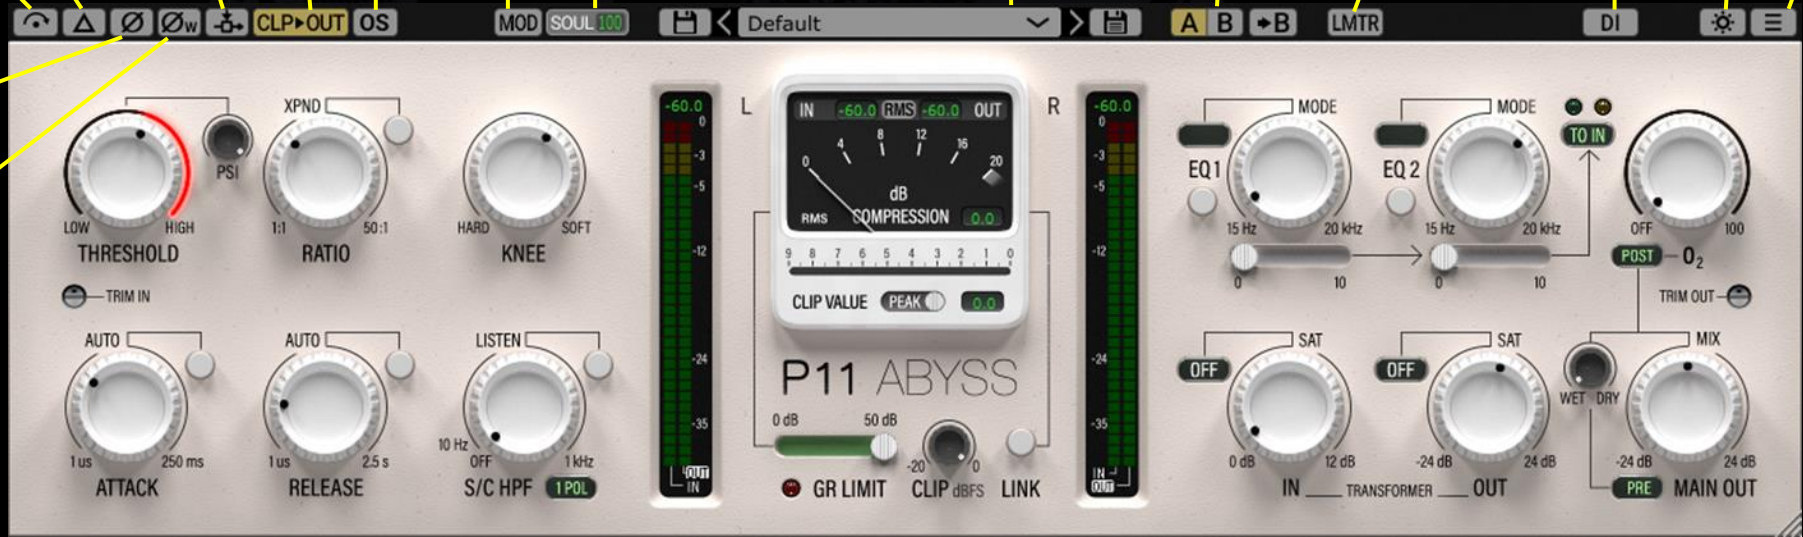 Ø ØW CLP▸OUT OS MOD SOUL 100 Default A B →B LMTR DI
XPND MODE MODE
-60.0 L IN -60.0 RMS -60.0 OUT R -60.0
PSI EQ1 EQ2 TO IN
0 4 8 12 16 20
dB
RMS COMPRESSION 0.0
LOW HIGH 1:1 50:1 HARD SOFT 15 Hz 20 kHz 15 Hz 20 kHz OFF 100
THRESHOLD RATIO KNEE POST O2
9 8 7 6 5 4 3 2 1 0
0 10 0 10
TRIM IN CLIP VALUE PEAK 0.0 TRIM OUT
0 -3 -5 -12 -24 -35
0 -3 -5 -12 -24 -35
AUTO AUTO LISTEN SAT SAT MIX
OFF OFF
P11 ABYSS
WET DRY
0 dB 50 dB
10 Hz
1 us 250 ms 1 us 2.5 s OFF 1 kHz OUT -20 0 IN 0 dB 12 dB -24 dB 24 dB -24 dB 24 dB
ATTACK RELEASE S/C HPF 1 POL IN GR LIMIT CLIP dBFS LINK OUT IN TRANSFORMER OUT PRE MAIN OUT